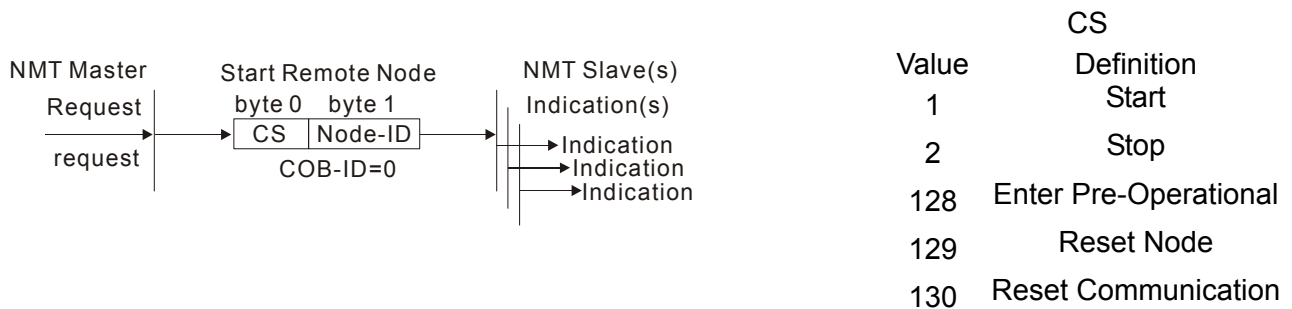 NMT Master
Request
request
Start Remote Node
byte 0 byte 1
CS Node-ID
COB-ID=0
NMT Slave(s)
Indication(s)
Indication
Indication
Indication
CS
Value Definition
1 Start
2 Stop
128 Enter Pre-Operational
129 Reset Node
130 Reset Communication